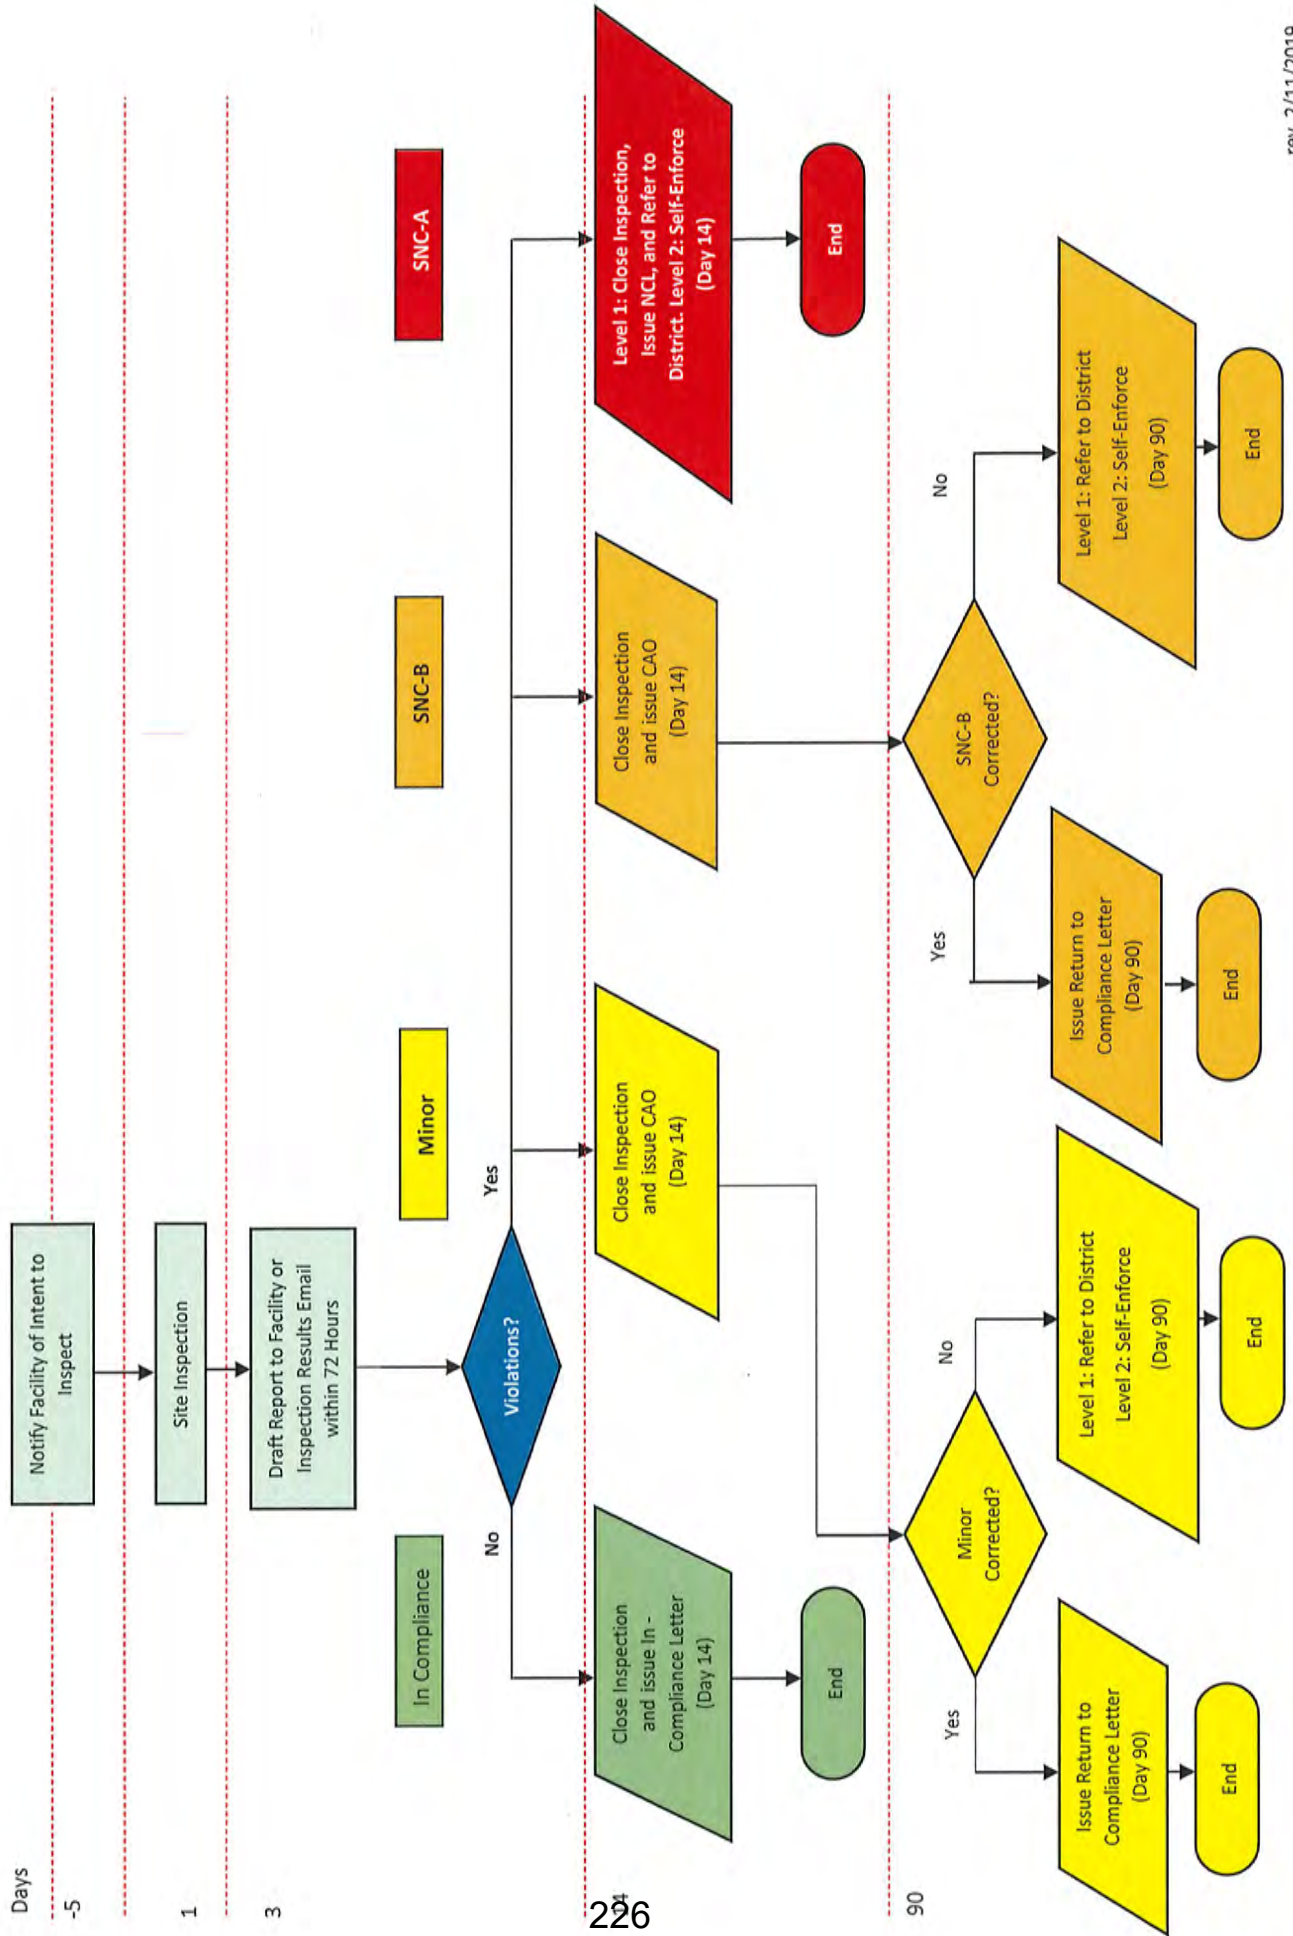 Days
-5
Notify Facility of Intent to
Inspect
1
Site Inspection
3
Draft Report to Facility or
Inspection Results Email
within 72 Hours
In Compliance
Minor
SNC-B
SNC-A
No
Violations?
Yes
Close Inspection
and issue In -
Compliance Letter
(Day 14)
Close Inspection
and issue CAO
(Day 14)
Close Inspection
and issue CAO
(Day 14)
Level 1: Close Inspection,
Issue NCL, and Refer to
District. Level 2: Self-Enforce
(Day 14)
End
End
90
Yes
Minor
Corrected?
No
Yes
SNC-B
Corrected?
No
Issue Return to
Compliance Letter
(Day 90)
Level 1: Refer to District
Level 2: Self-Enforce
(Day 90)
Issue Return to
Compliance Letter
(Day 90)
Level 1: Refer to District
Level 2: Self-Enforce
(Day 90)
End
End
End
End
rev. 2/11/2019
226